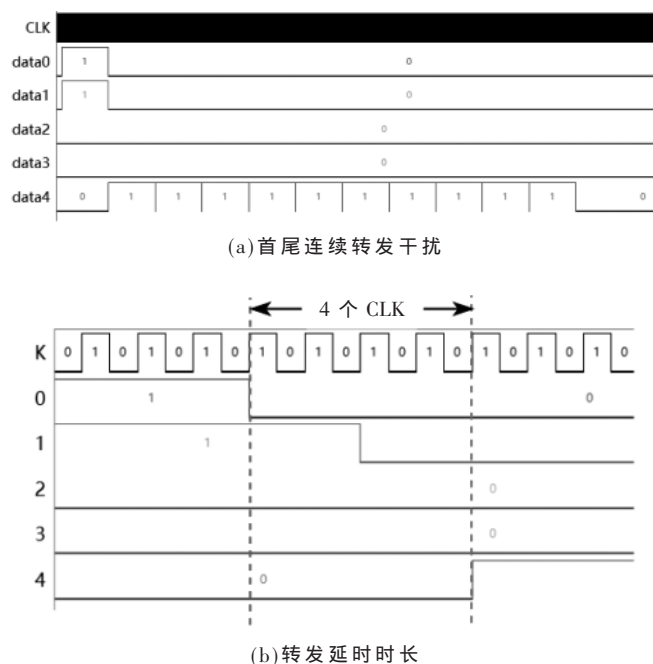 CLK
data0 1 0
data1 1 0
data2 0
data3 0
data4 0 1 1 1 1 1 1 1 1 1 1 0
(a)首尾连续转发干扰
4 个 CLK
K 0 1 0 1 0 1 0 1 0 1 0 1 0 1 0 1 0 1 0 1 0
0 1 0
1 1
2 0
3 0
4 0
(b)转发延时时长